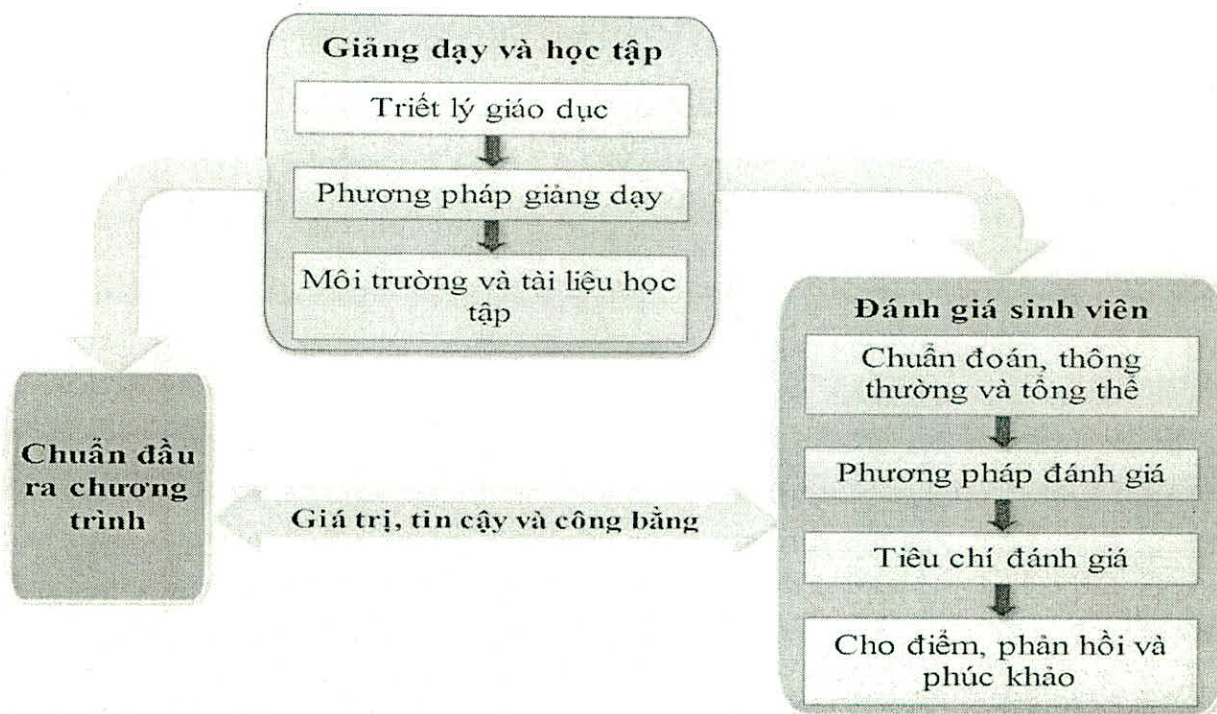 Giảng dạy và học tập
Triết lý giáo dục
Phương pháp giảng dạy
Môi trường và tài liệu học
tập
Đánh giá sinh viên
Chuẩn đoán, thông
thường và tổng thể
Phương pháp đánh giá
Tiêu chí đánh giá
Cho điểm, phản hồi và
phúc khảo
Chuẩn đầu
ra chương
trình
Giá trị, tin cậy và công bằng